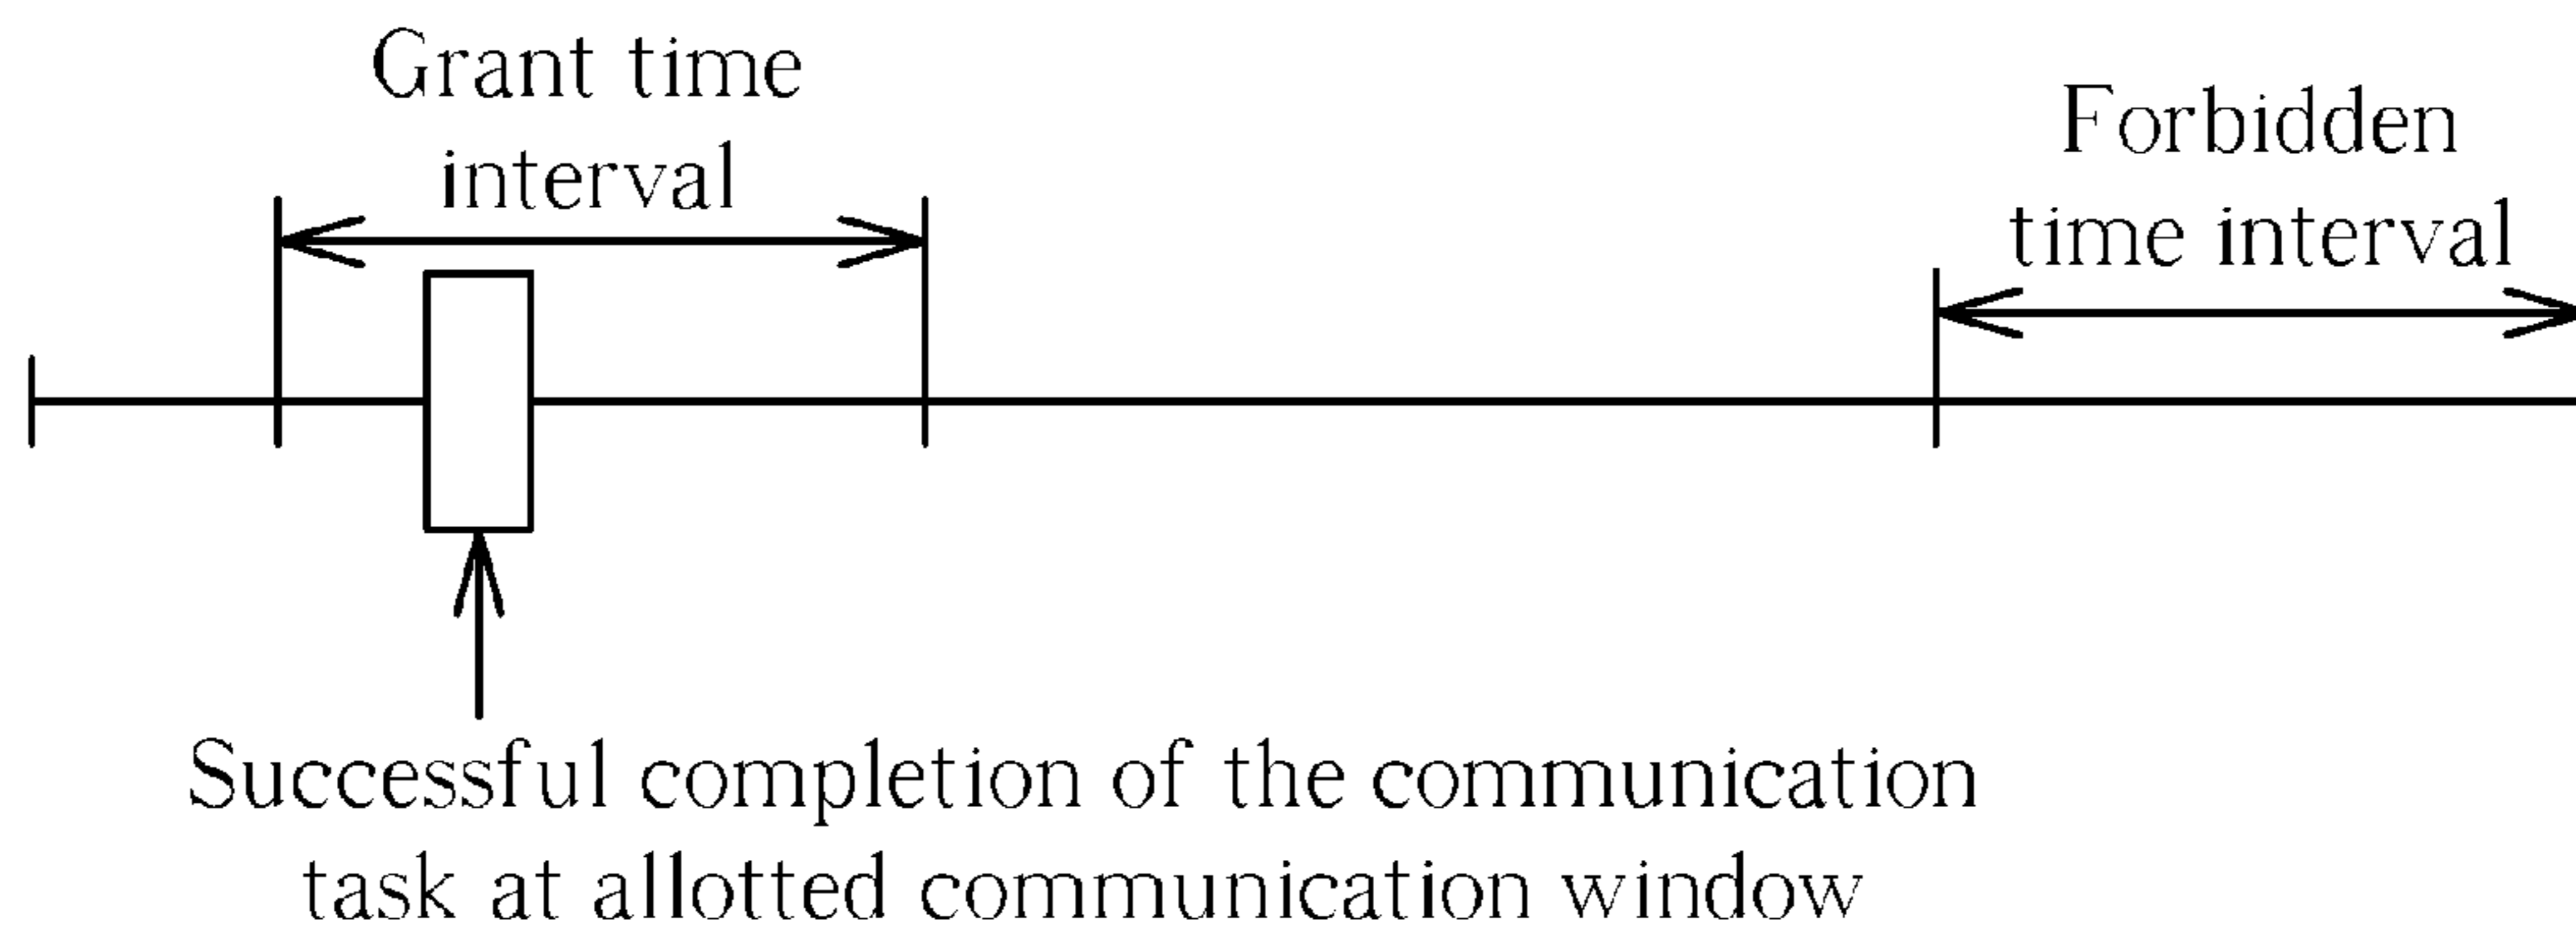 Grant time
interval
Forbidden
time interval
Successful completion of the communication
task at allotted communication window